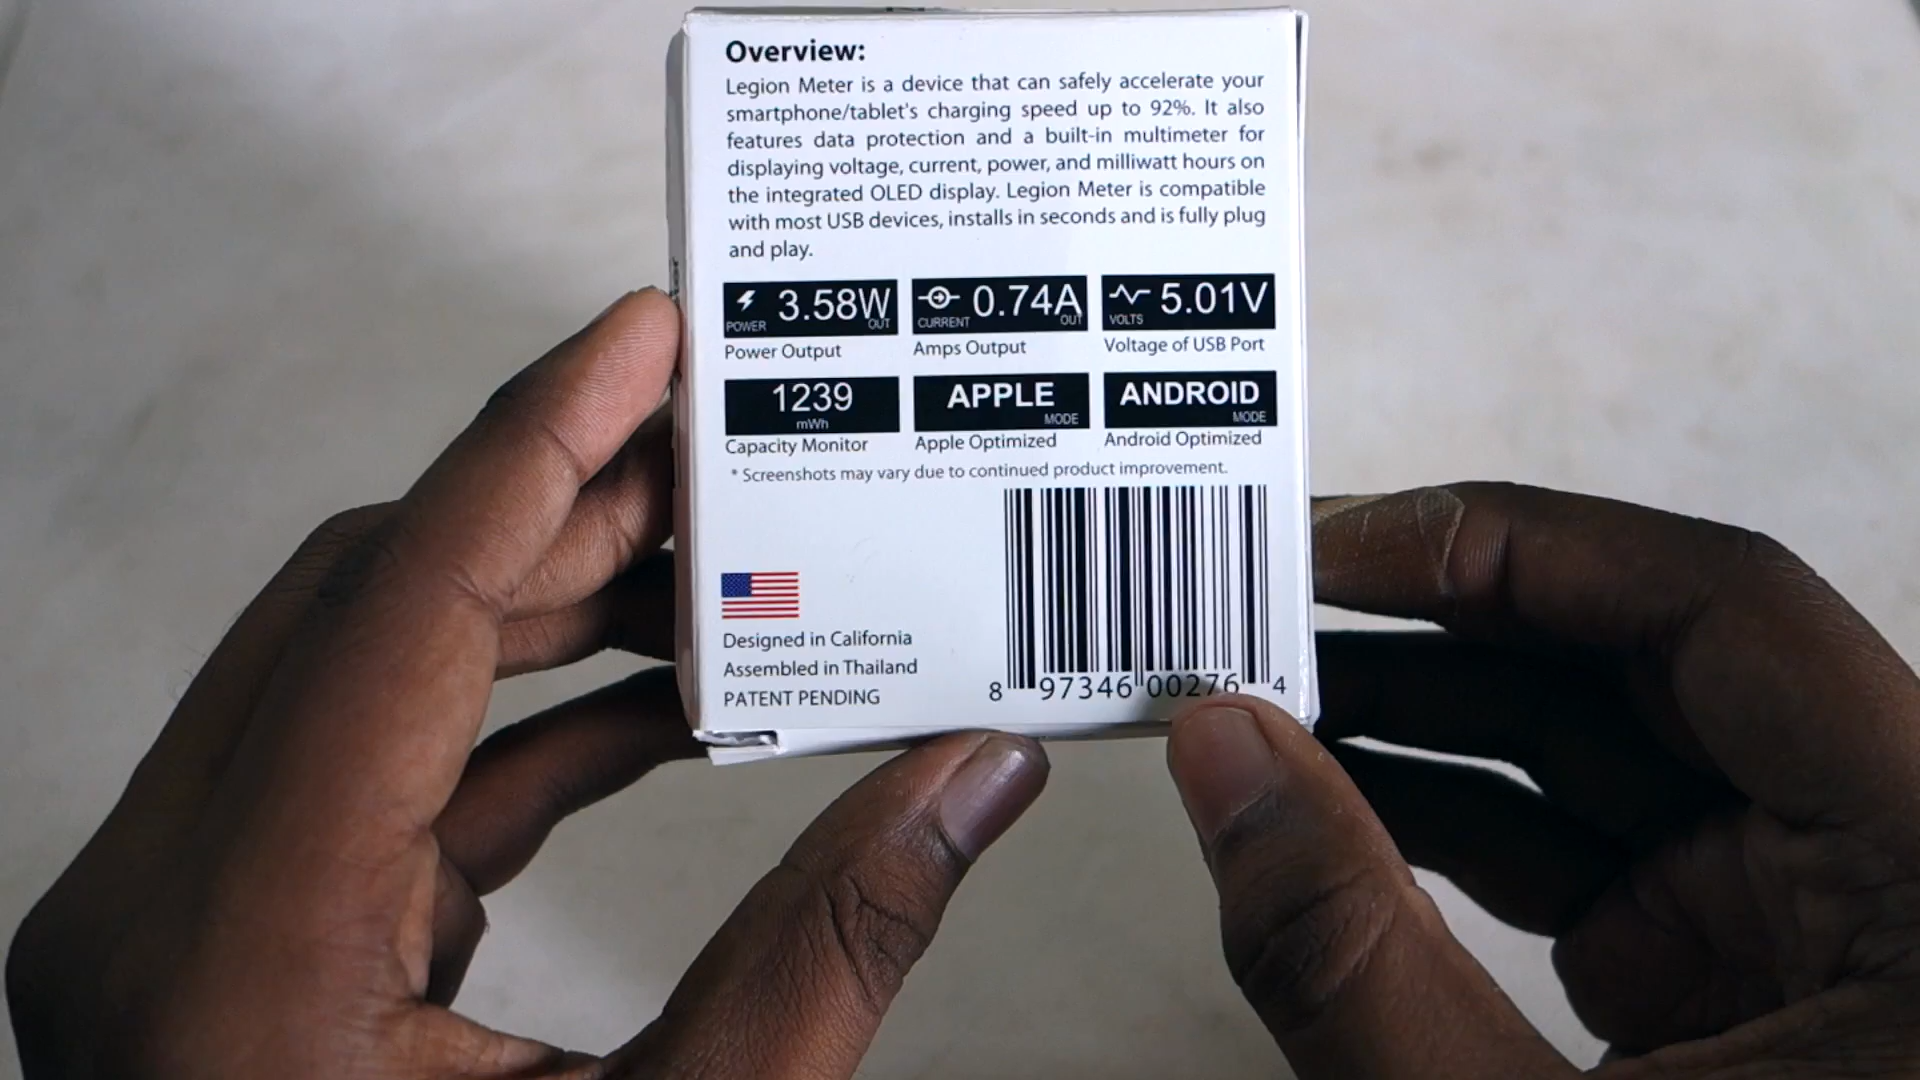 Overview:
Legion Meter is a device that can safely accelerate your
smartphone/tablet's charging speed up to 92%. It also
features data protection and a built-in multimeter for
displaying voltage, current, power, and milliwatt hours on
the integrated OLED display. Legion Meter is compatible
with most USB devices, installs in seconds and is fully plug
and play.
POWER 3.58W OUT
CURRENT 0.74A OUT
VOLTS 5.01V
Power Output
Amps Output
Voltage of USB Port
1239
mWh
APPLE
MODE
ANDROID
MODE
Capacity Monitor
Apple Optimized
Android Optimized
* Screenshots may vary due to continued product improvement.
Designed in California
Assembled in Thailand
PATENT PENDING
8 97346 00276 4